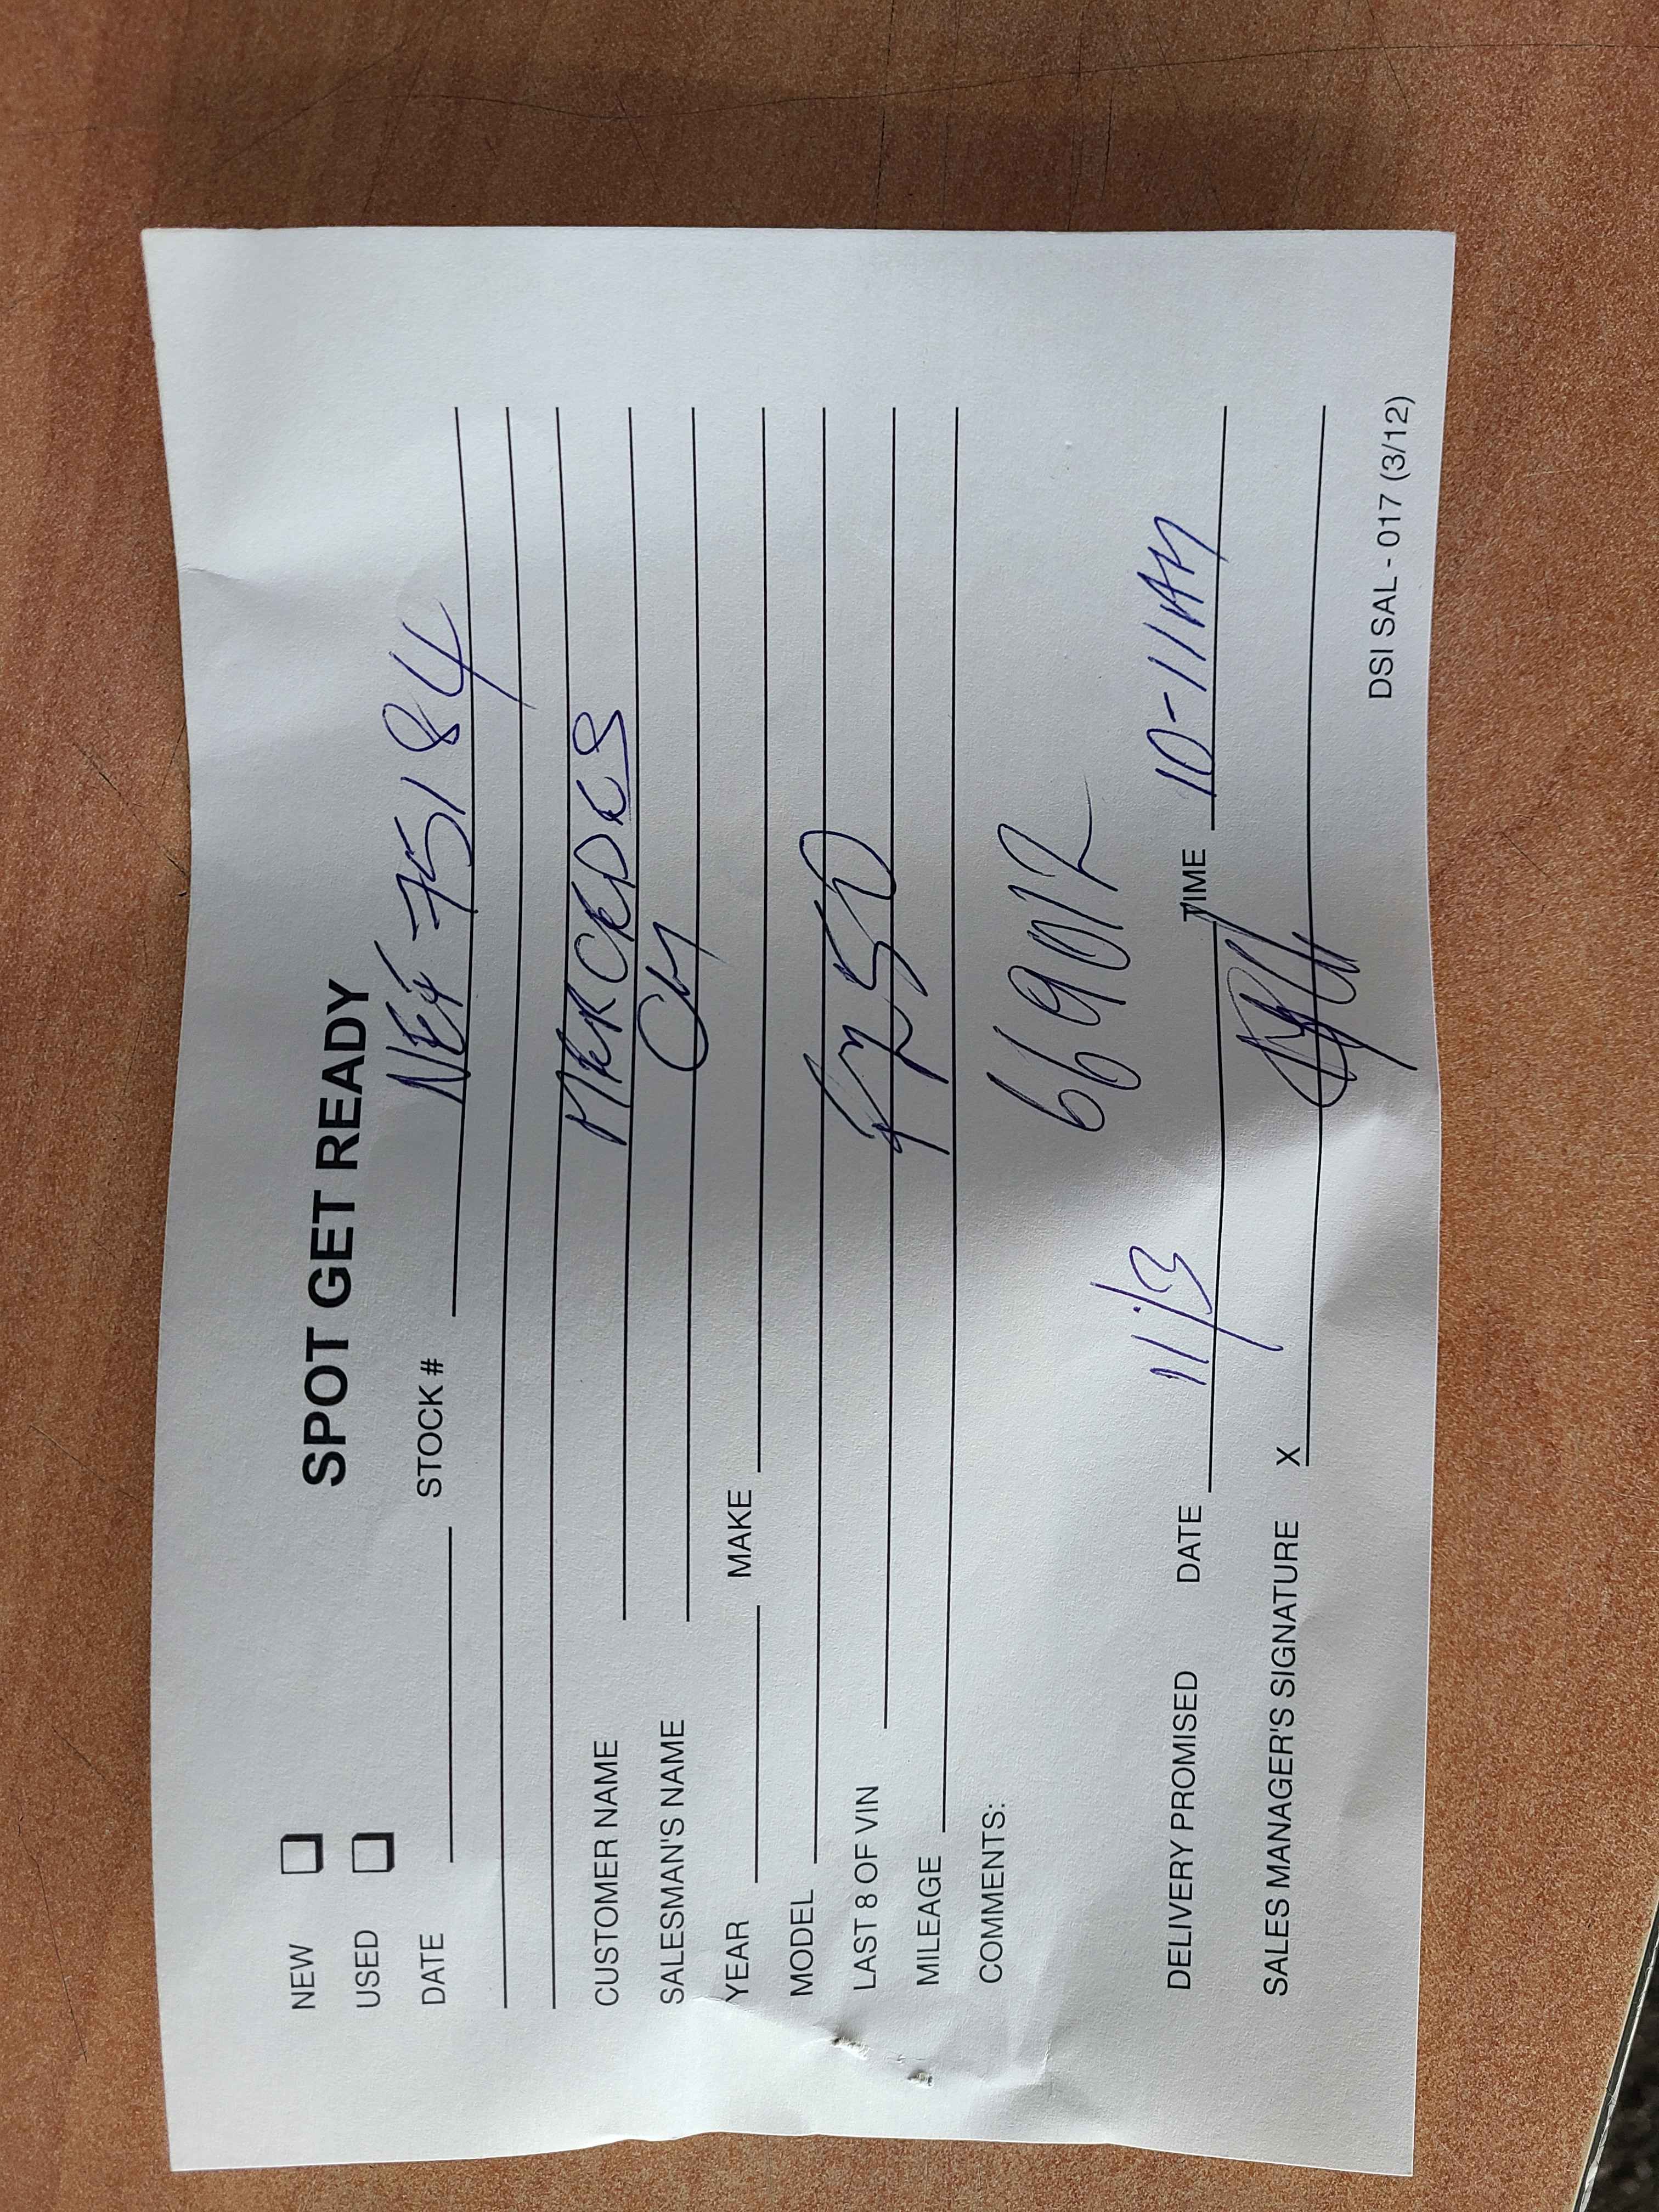 SPOT GET READY
NEW
USED
DATE STOCK # 75184
CUSTOMER NAME MERCEDES
SALESMAN'S NAME CM
YEAR MAKE
MODEL
LAST 8 OF VIN
MILEAGE
COMMENTS: 669012
DELIVERY PROMISED DATE 11/3 TIME 10-11AM
SALES MANAGER'S SIGNATURE X
DSI SAL - 017 (3/12)